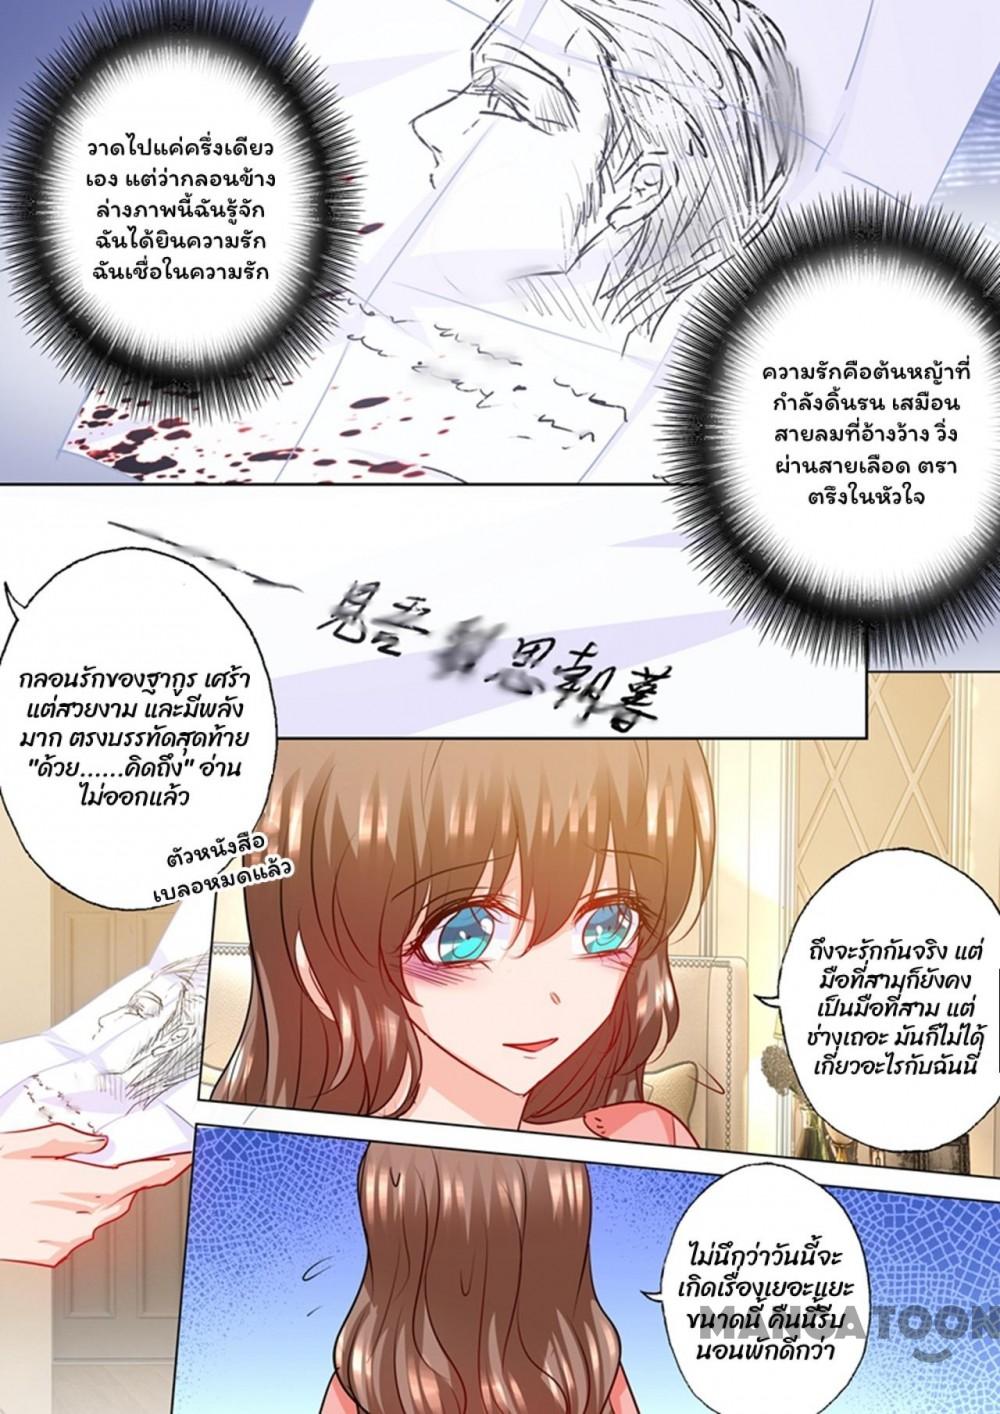 วาดไปแค่ครึ่งเดียว
เอง แต่ว่ากลอนข้าง
ล่างภาพนี้ฉันรู้จัก
ฉันได้ยินความรัก
ฉันเชื่อในความรัก
ความรักคือต้นหญ้าที่
กำลังดิ้นรน เสมือน
สายลมที่อ้างว้าง วิ่ง
ผ่านสายเลือด ตรา
ตรึงในหัวใจ
見吾 思朝暮
กลอนรักของฐากูร เศร้า
แต่สวยงาม และมีพลัง
มาก ตรงบรรทัดสุดท้าย
"ด้วย......คิดถึง" อ่าน
ไม่ออกแล้ว
ตัวหนังสือ
เบลอหมดแล้ว
ถึงจะรักกันจริง แต่
มือที่สามก็ยังคง
เป็นมือที่สาม แต่
ช่างเถอะ มันก็ไม่ได้
เกี่ยวอะไรกับฉันนี่
ไม่นึกว่าวันนี้จะ
เกิดเรื่องเยอะแยะ
ขนาดนี้ คืนนี้รีบ
นอนพักดีกว่า
MANGATOON